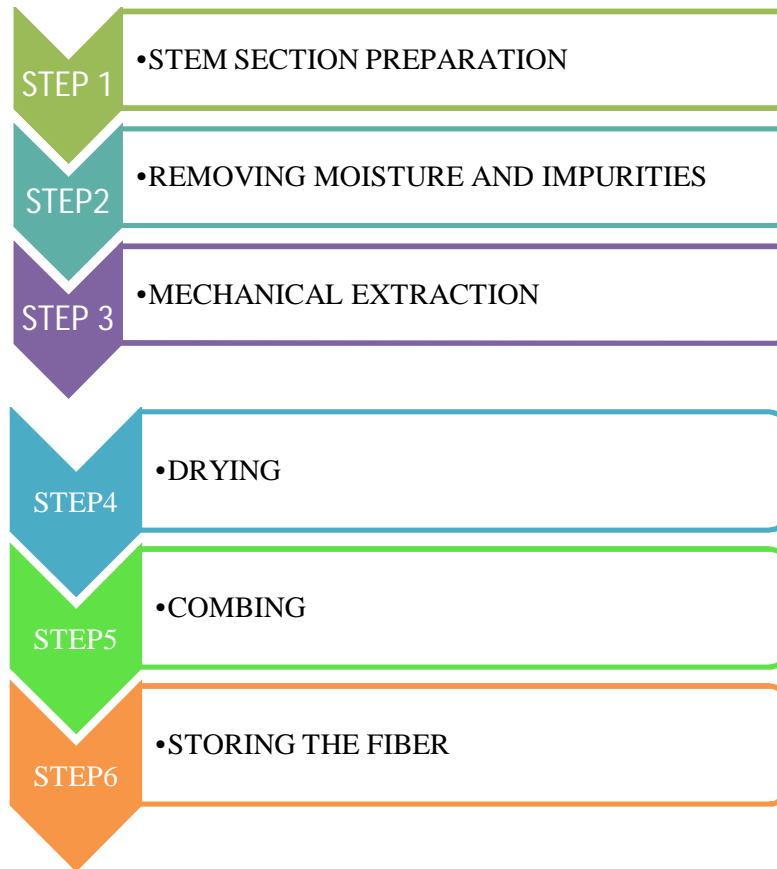 STEP 1
•STEM SECTION PREPARATION
STEP2
•REMOVING MOISTURE AND IMPURITIES
STEP 3
•MECHANICAL EXTRACTION
STEP4
•DRYING
STEP5
•COMBING
STEP6
•STORING THE FIBER